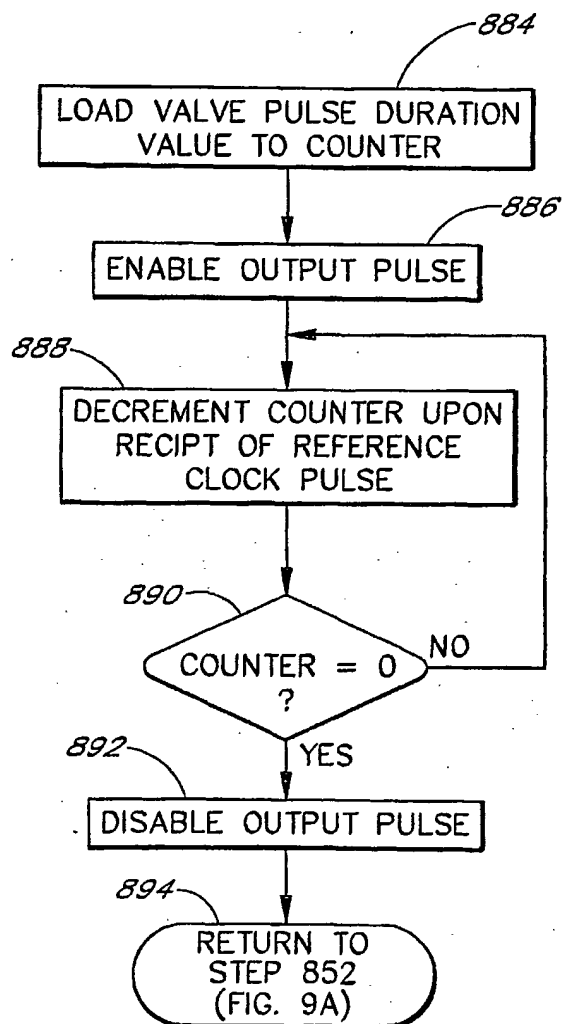 884
LOAD VALVE PULSE DURATION
VALUE TO COUNTER
886
ENABLE OUTPUT PULSE
888
DECREMENT COUNTER UPON
RECIPT OF REFERENCE
CLOCK PULSE
890
COUNTER = 0
?
NO
YES
892
DISABLE OUTPUT PULSE
894
RETURN TO
STEP 852
(FIG. 9A)